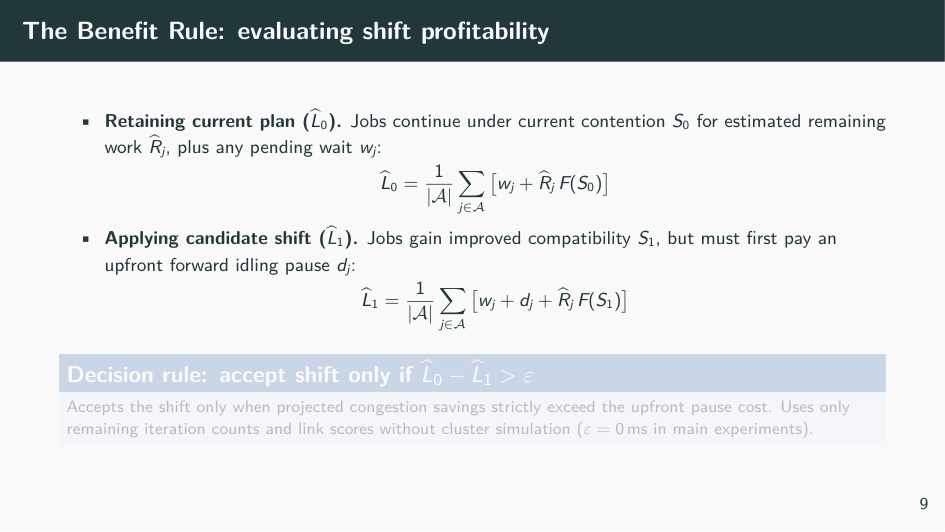 The Benefit Rule: evaluating shift profitability
▪ Retaining current plan (L̂₀). Jobs continue under current contention S₀ for estimated remaining
work R̂ⱼ, plus any pending wait wⱼ:
L̂₀ = 1/|𝒜| ∑_{j∈𝒜} [wⱼ + R̂ⱼ F(S₀)]
▪ Applying candidate shift (L̂₁). Jobs gain improved compatibility S₁, but must first pay an
upfront forward idling pause dⱼ:
L̂₁ = 1/|𝒜| ∑_{j∈𝒜} [wⱼ + dⱼ + R̂ⱼ F(S₁)]
Decision rule: accept shift only if L̂₀ − L̂₁ > ε
Accepts the shift only when projected congestion savings strictly exceed the upfront pause cost. Uses only
remaining iteration counts and link scores without cluster simulation (ε = 0 ms in main experiments).
9